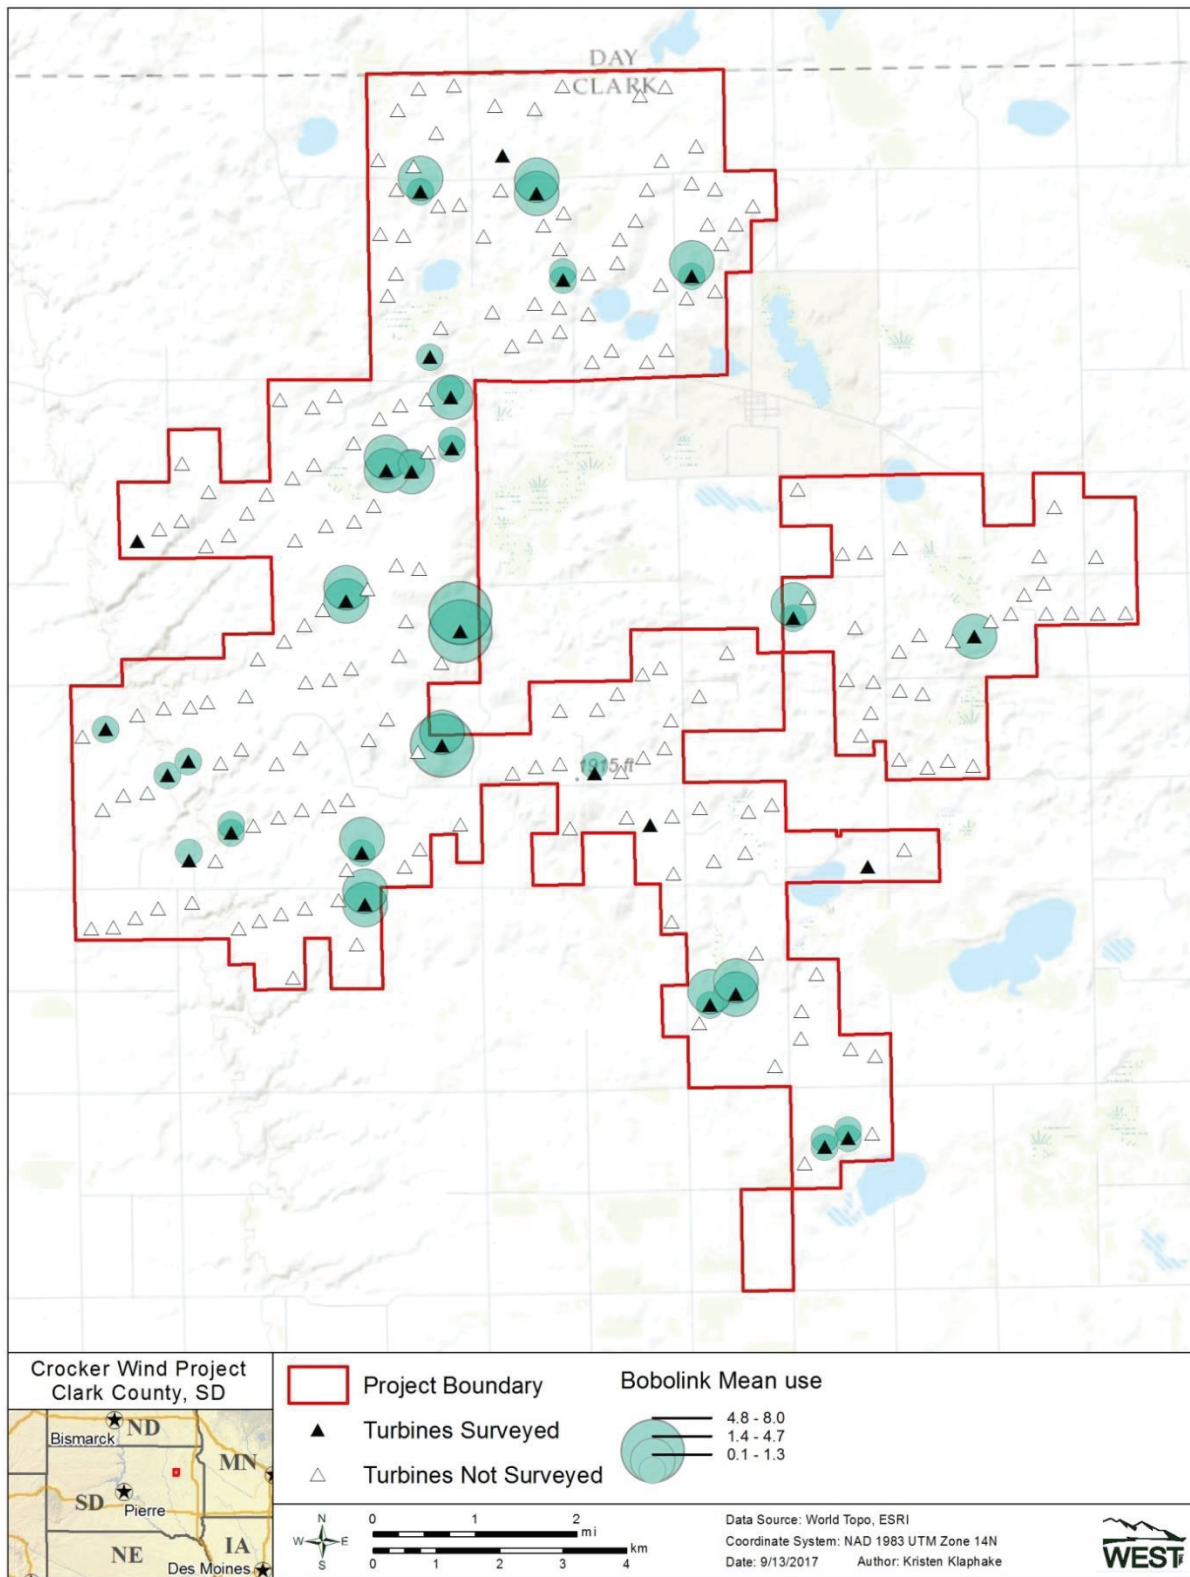 DAY
CLARK
1915 ft
Crocker Wind Project
Clark County, SD
ND
Bismarck
MN
SD
Pierre
IA
NE
Des Moines
Project Boundary
Turbines Surveyed
Turbines Not Surveyed
Bobolink Mean use
4.8 - 8.0
1.4 - 4.7
0.1 - 1.3
N
W E
S
0 1 2
mi
0 1 2 3 4
km
Data Source: World Topo, ESRI
Coordinate System: NAD 1983 UTM Zone 14N
Date: 9/13/2017 Author: Kristen Klaphake
WEST